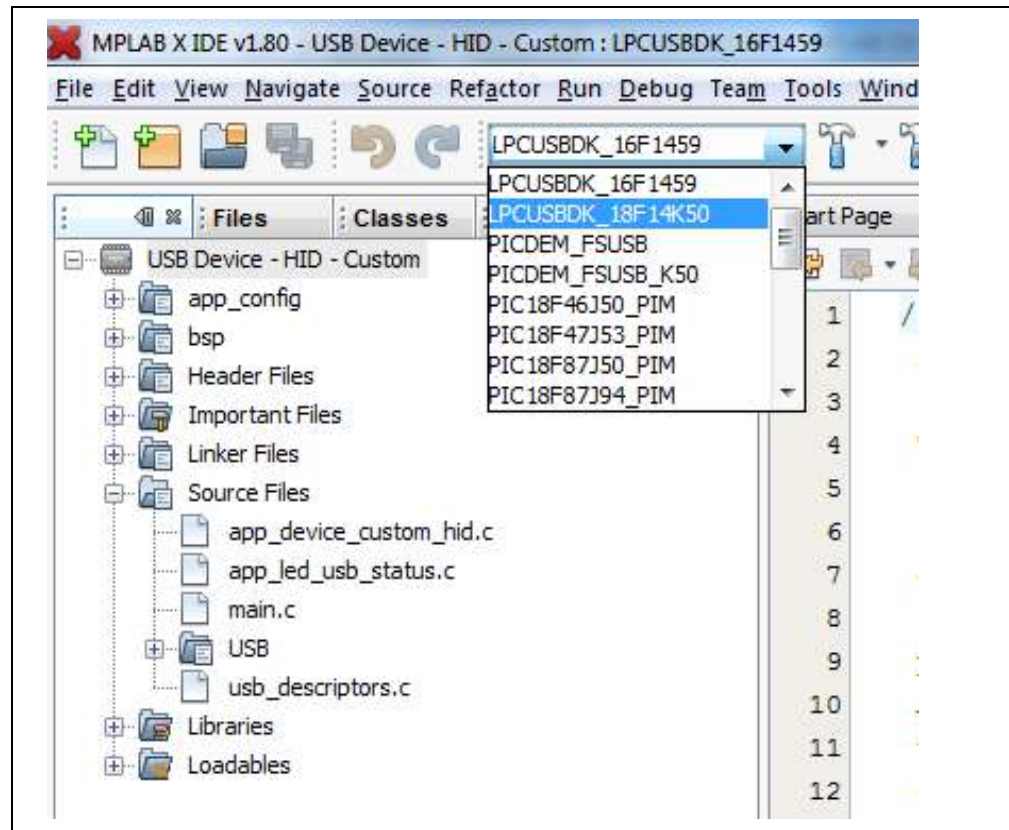 MPLAB X IDE v1.80 - USB Device - HID - Custom : LPCUSBDK_16F1459
File Edit View Navigate Source Refactor Run Debug Team Tools Wind
LPCUSBDK_16F1459
LPCUSBDK_16F1459
LPCUSBDK_18F14K50
PICDEM_FSUSB
PICDEM_FSUSB_K50
PIC18F46J50_PIM
PIC18F47J53_PIM
PIC18F87J50_PIM
PIC18F87J94_PIM
Files Classes
art Page
USB Device - HID - Custom
app_config
bsp
Header Files
Important Files
Linker Files
Source Files
app_device_custom_hid.c
app_led_usb_status.c
main.c
USB
usb_descriptors.c
Libraries
Loadables
1 /
2
3
4
5
6
7
8
9
10
11
12